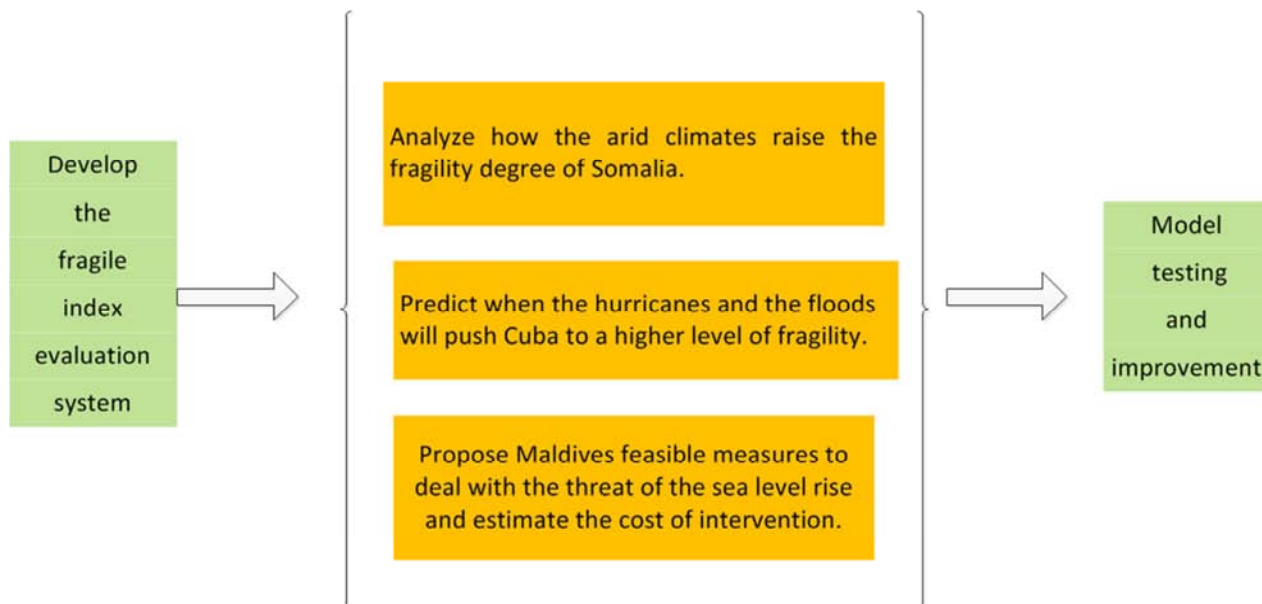 Develop
the
fragile
index
evaluation
system
Analyze how the arid climates raise the
fragility degree of Somalia.
Predict when the hurricanes and the floods
will push Cuba to a higher level of fragility.
Propose Maldives feasible measures to
deal with the threat of the sea level rise
and estimate the cost of intervention.
Model
testing
and
improvement